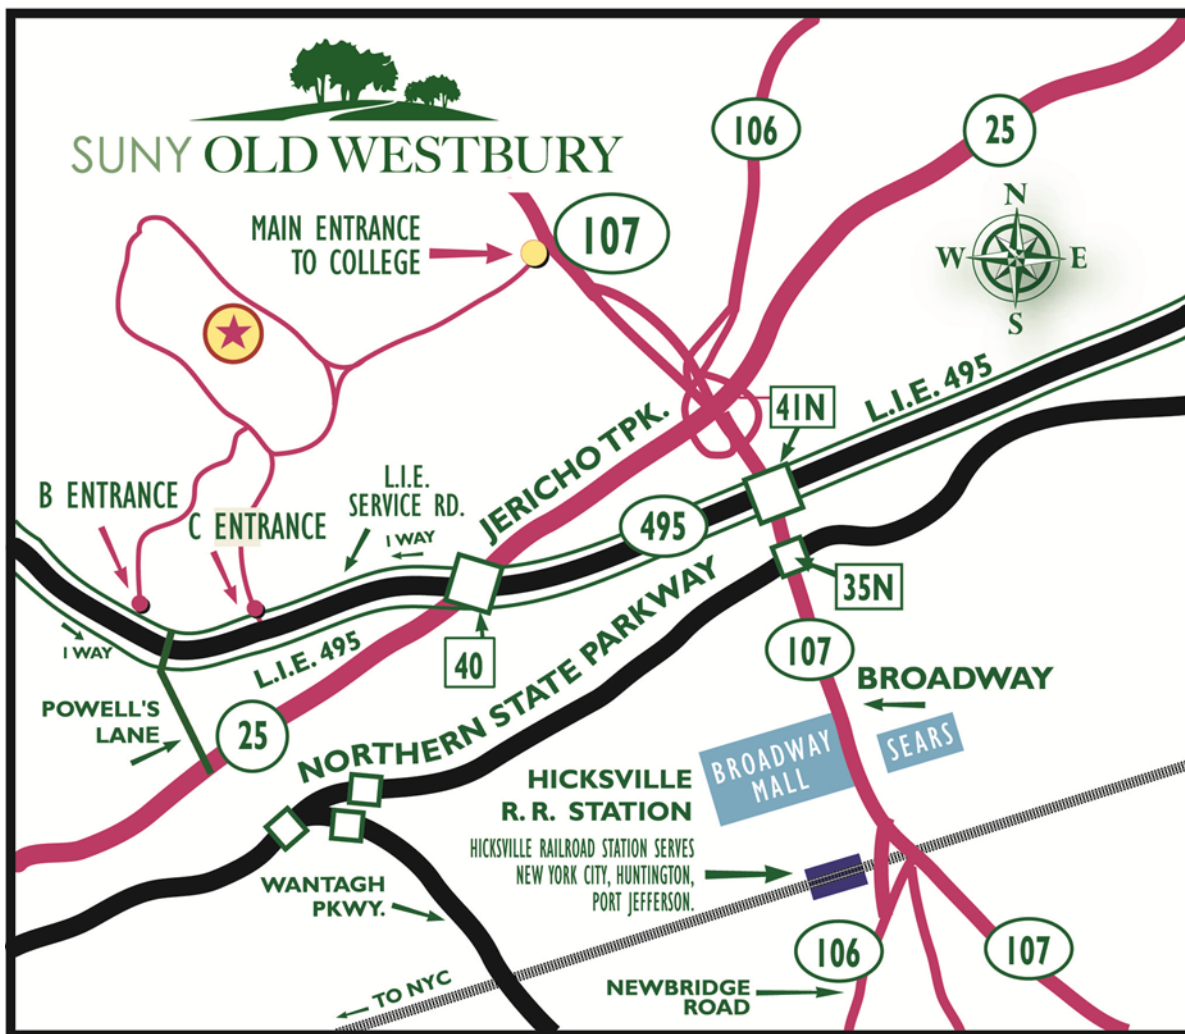 SUNY OLD WESTBURY
106
25
MAIN ENTRANCE
TO COLLEGE
107
N
W
E
S
41N
L.I.E. 495
JERICHO TPK.
B ENTRANCE
C ENTRANCE
L.I.E.
SERVICE RD.
1 WAY
495
35N
1 WAY
L.I.E. 495
40
NORTHERN STATE PARKWAY
107
BROADWAY
POWELL'S
LANE
25
BROADWAY
MALL
SEARS
HICKSVILLE
R.R. STATION
HICKSVILLE RAILROAD STATION SERVES
NEW YORK CITY, HUNTINGTON,
PORT JEFFERSON.
WANTAGH
PKWY.
106
107
NEWBRIDGE
ROAD
TO NYC